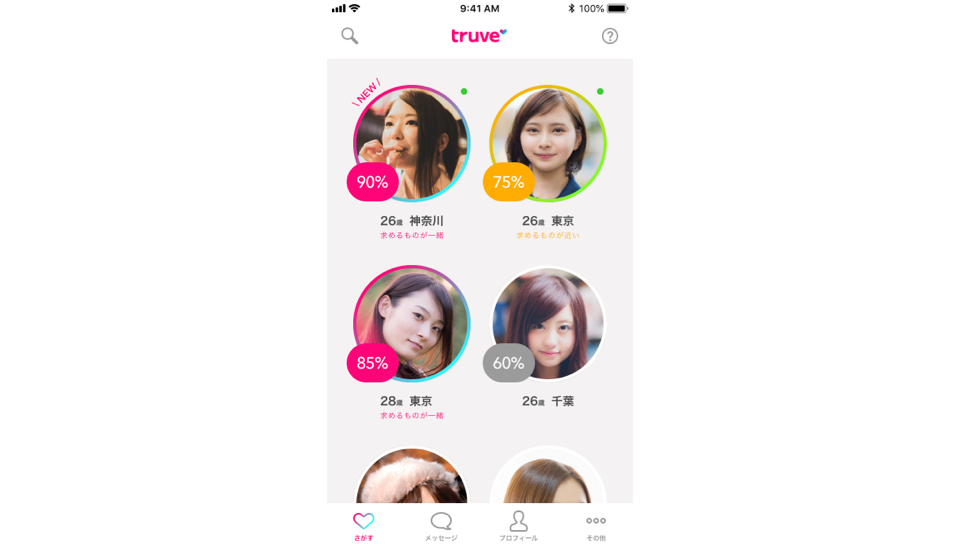 9:41 AM
100%
truve
\ NEW /
90%
75%
26歳 神奈川
26歳 東京
求めるものが一緒
求めるものが近い
85%
60%
28歳 東京
26歳 千葉
求めるものが一緒
さがす
メッセージ
プロフィール
その他